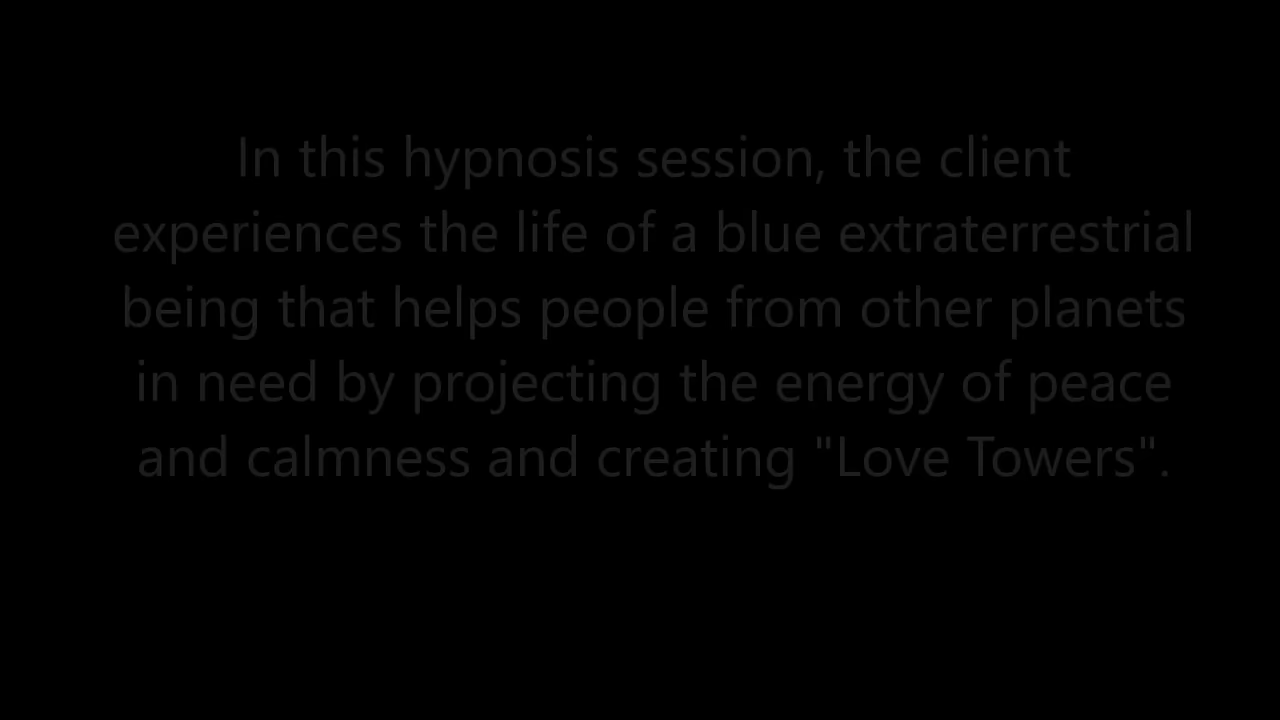 In this hypnosis session, the client
experiences the life of a blue extraterrestrial
being that helps people from other planets
in need by projecting the energy of peace
and calmness and creating "Love Towers".